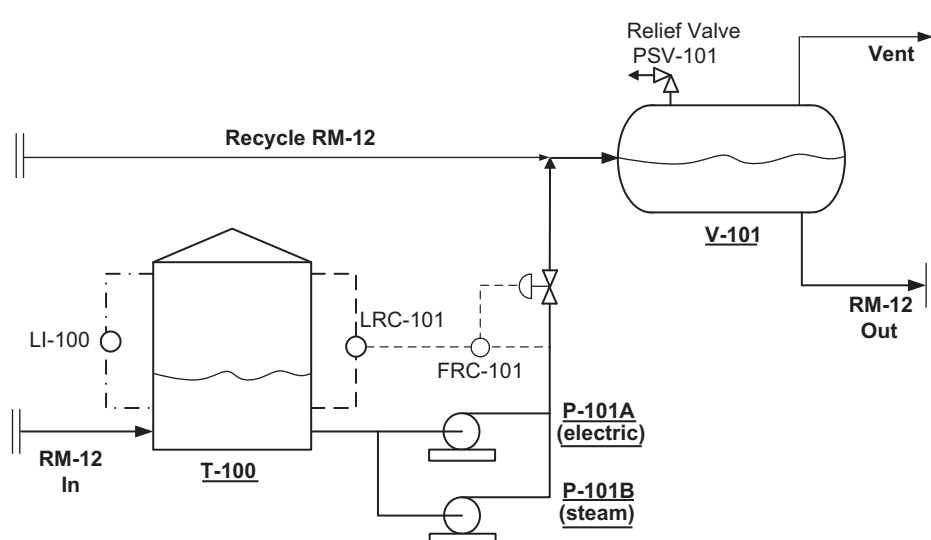 Relief Valve
PSV-101
Vent
Recycle RM-12
V-101
RM-12
Out
LRC-101
LI-100
FRC-101
P-101A
(electric)
RM-12
In
T-100
P-101B
(steam)